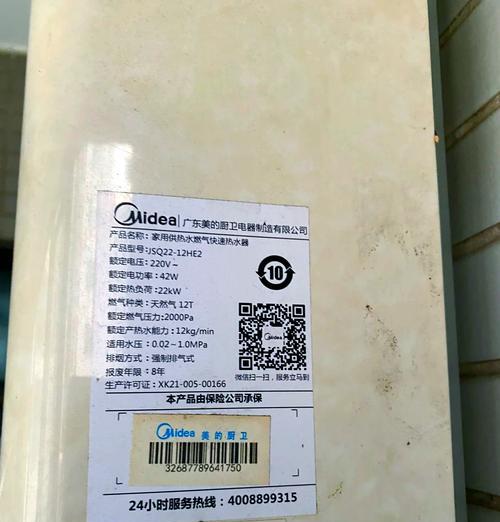 Midea 广东美的厨卫电器制造有限公司
产品名称：家用供热水燃气快速热水器
产品型号：JSQ22-12HE2
额定电压：220V～
额定电功率：42W
额定热负荷：22kW
燃气种类：天然气 12T
额定燃气压力:2000Pa
额定产热水能力：12kg/min
适用水压：0.02～1.0MPa
排烟方式：强制排气式
报废年限：8年
生产许可证：XK21-005-00166
10
Midea
微信扫一扫，服务立马到
本产品由保险公司承保
Midea 美的厨卫
32687789641750
24小时服务热线：4008899315